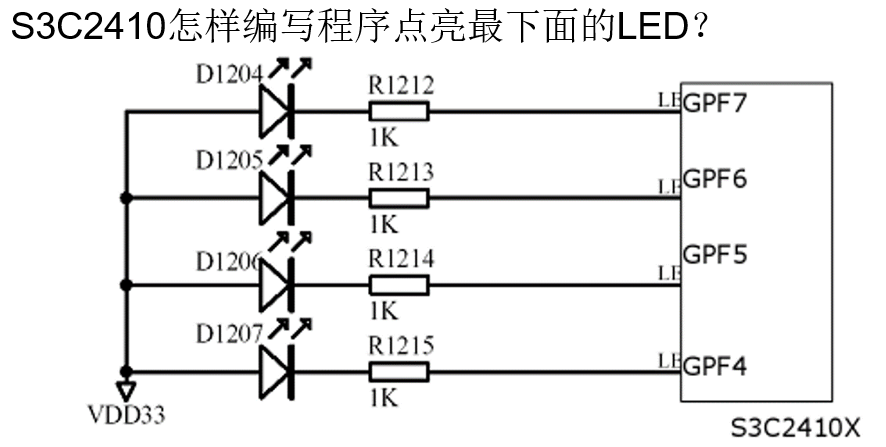 S3C2410怎样编写程序点亮最下面的LED？
D1204
R1212
1K
LE
GPF7
D1205
R1213
1K
LE
GPF6
D1206
R1214
1K
LE
GPF5
D1207
R1215
1K
LE
GPF4
VDD33
S3C2410X